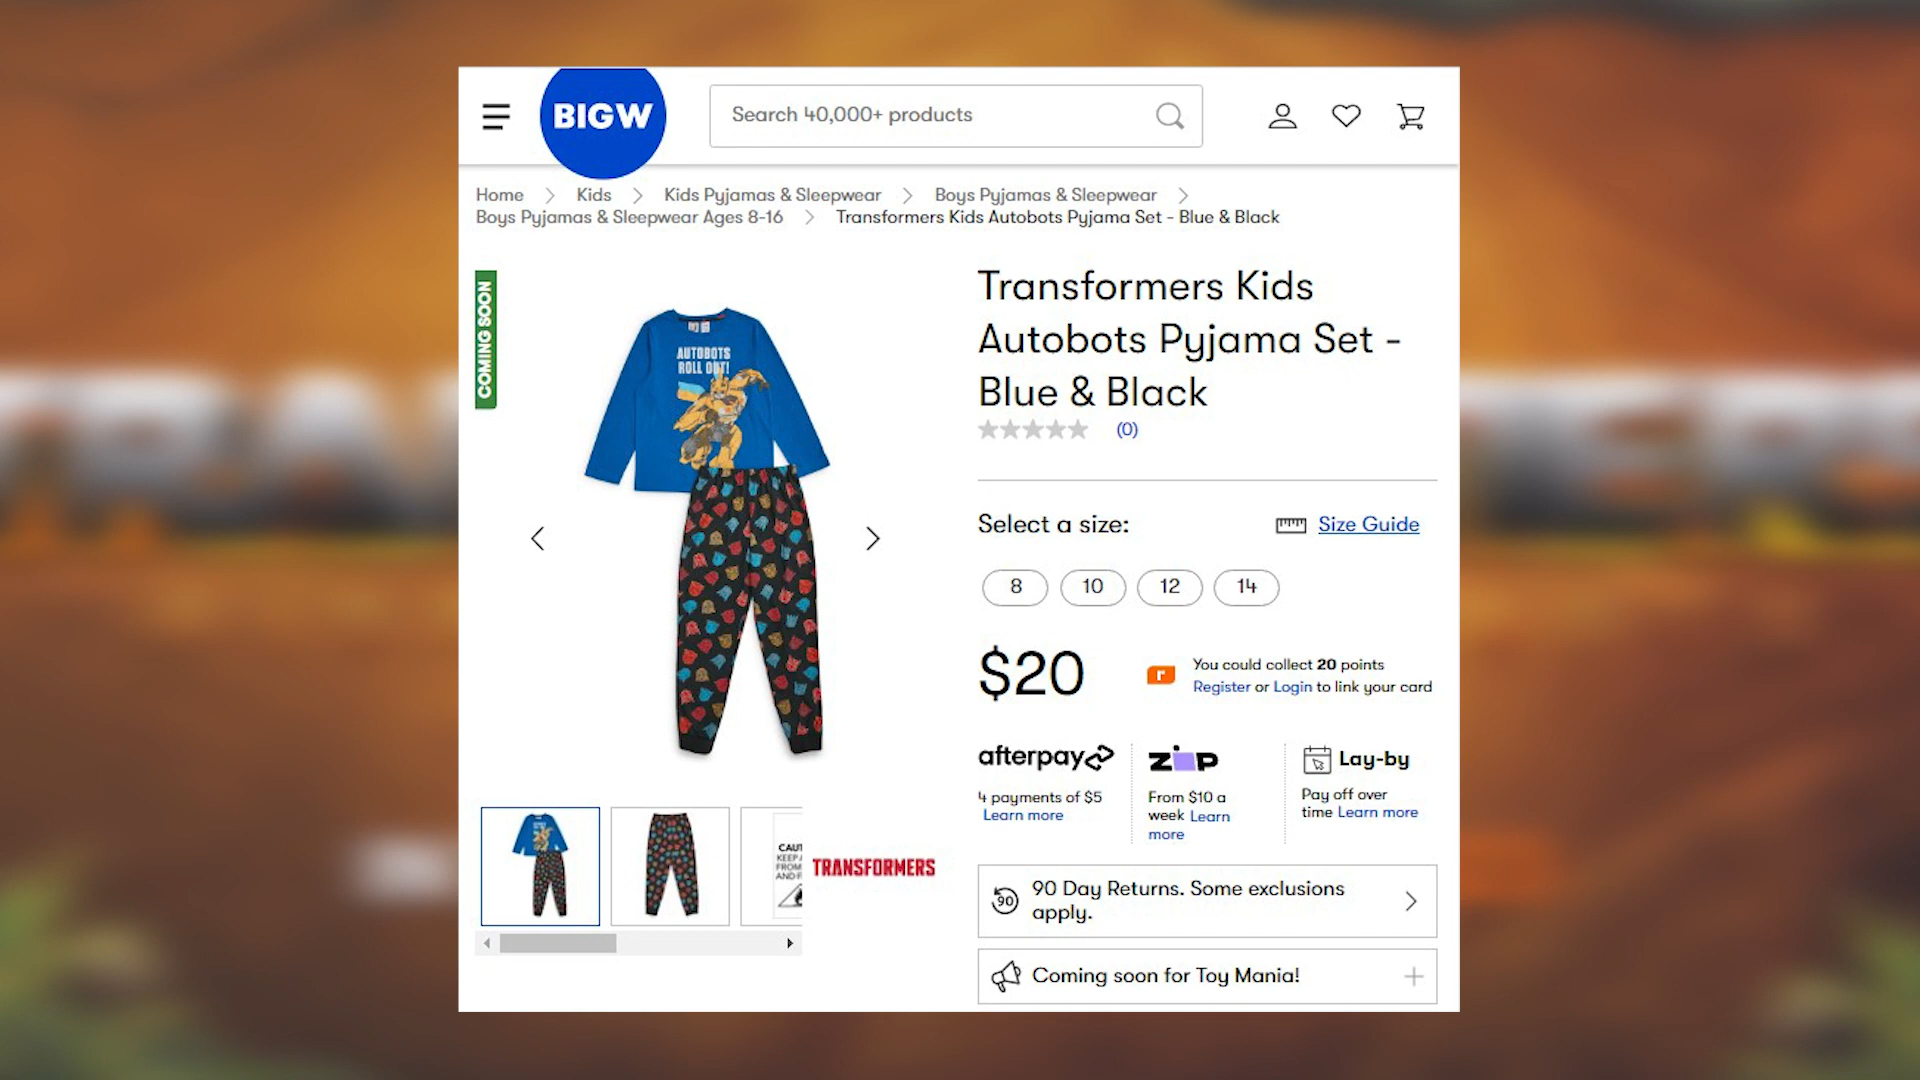 BIGW
Search 40,000+ products
Home
Kids
Kids Pyjamas & Sleepwear
Boys Pyjamas & Sleepwear
Boys Pyjamas & Sleepwear Ages 8-16
Transformers Kids Autobots Pyjama Set - Blue & Black
COMING SOON
AUTOBOTS
ROLL OUT!
Transformers Kids
Autobots Pyjama Set -
Blue & Black
(0)
Select a size:
Size Guide
8
10
12
14
$20
r
You could collect 20 points
Register or Login to link your card
afterpay
4 payments of $5
Learn more
zip
From $10 a
week Learn
more
Lay-by
Pay off over
time Learn more
TRANSFORMERS
90
90 Day Returns. Some exclusions
apply.
Coming soon for Toy Mania!